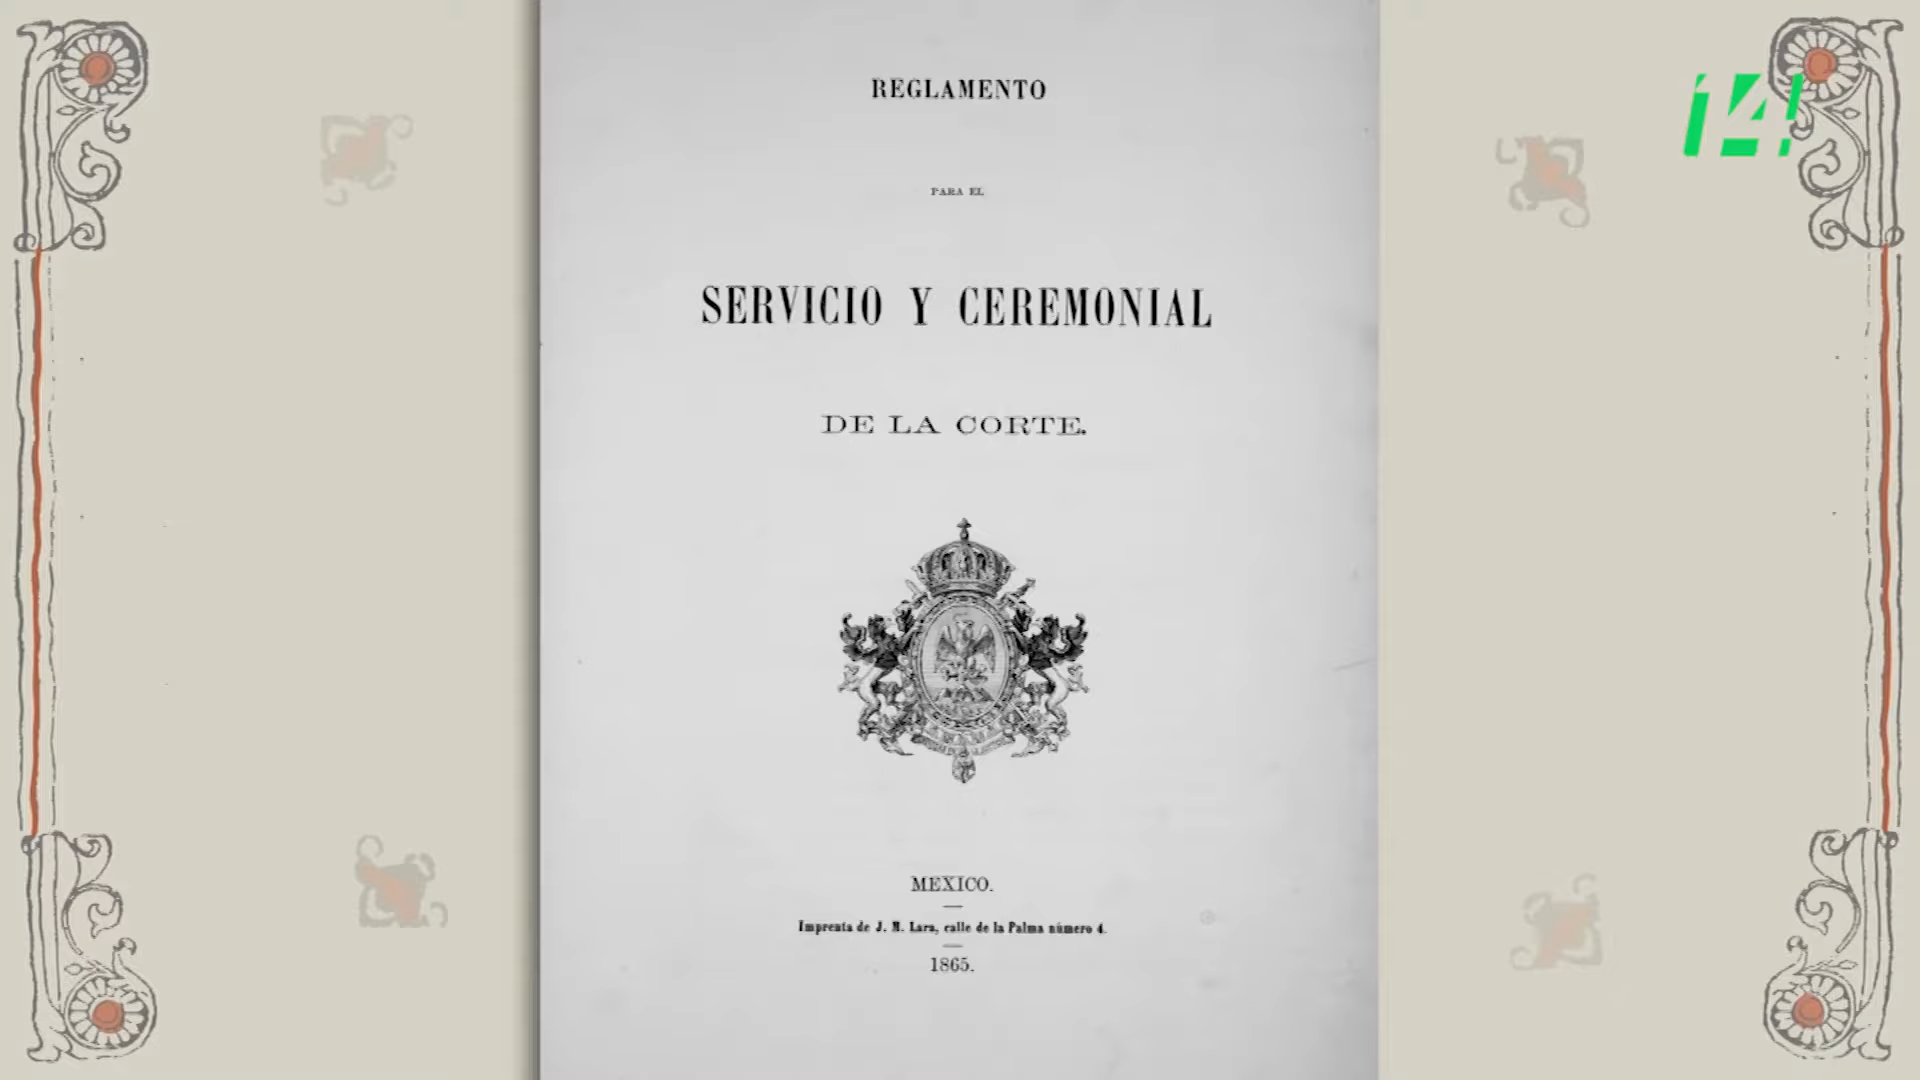 REGLAMENTO
PARA EL
SERVICIO Y CEREMONIAL
DE LA CORTE.
MEXICO.
Imprenta de J. M. Lara, calle de la Palma número 4.
1865.
14!